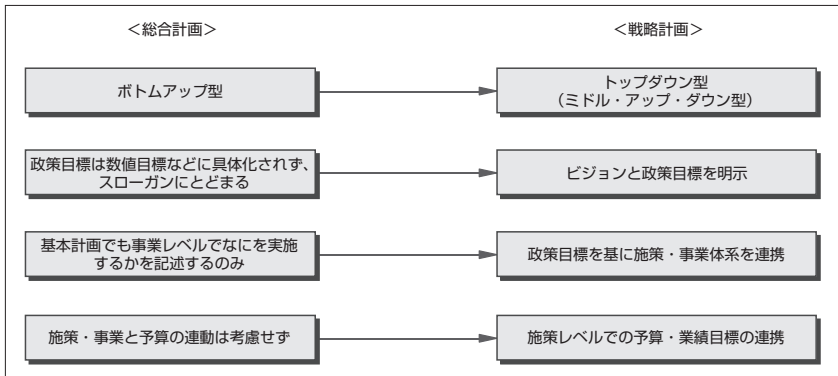 ＜総合計画＞
＜戦略計画＞
ボトムアップ型
トップダウン型
（ミドル・アップ・ダウン型）
政策目標は数値目標などに具体化されず、
スローガンにとどまる
ビジョンと政策目標を明示
基本計画でも事業レベルでなにを実施
するかを記述するのみ
政策目標を基に施策・事業体系を連携
施策・事業と予算の連動は考慮せず
施策レベルでの予算・業績目標の連携